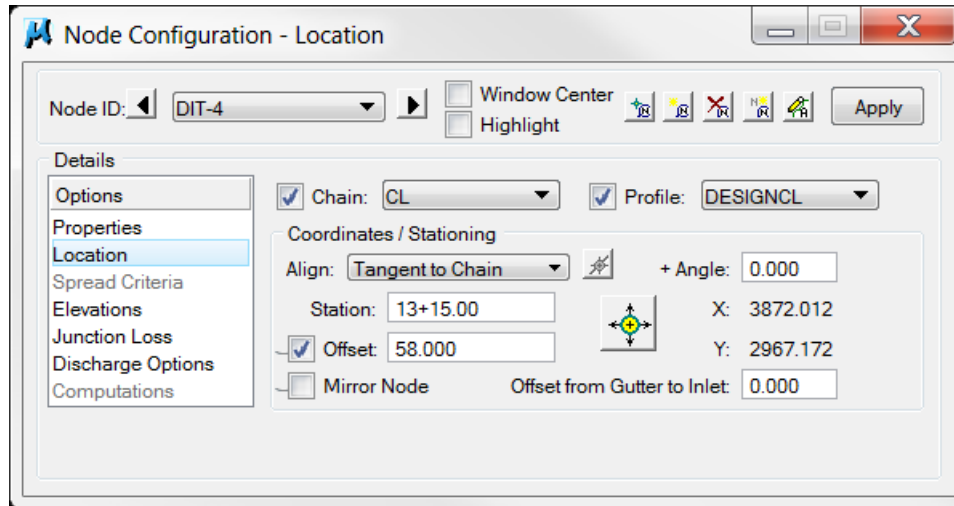 Node Configuration - Location
Node ID: DIT-4 Window Center Apply
Highlight
Details
Options Chain: CL Profile: DESIGNCL
Properties Coordinates / Stationing
Location Align: Tangent to Chain + Angle: 0.000
Spread Criteria
Elevations Station: 13+15.00 X: 3872.012
Junction Loss Offset: 58.000 Y: 2967.172
Discharge Options
Computations Mirror Node Offset from Gutter to Inlet: 0.000